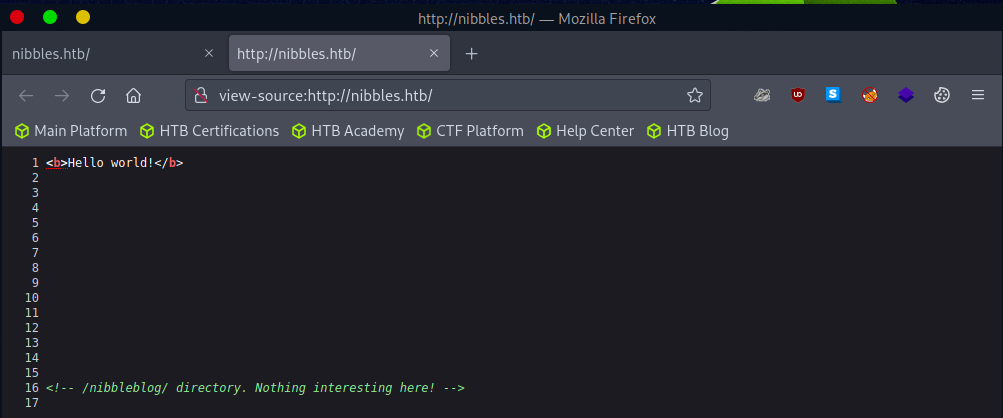 http://nibbles.htb/ — Mozilla Firefox
nibbles.htb/ × http://nibbles.htb/ × +
view-source:http://nibbles.htb/
Main Platform HTB Certifications HTB Academy CTF Platform Help Center HTB Blog
1 <b>Hello world!</b>
2
3
4
5
6
7
8
9
10
11
12
13
14
15
16 <!-- /nibbleblog/ directory. Nothing interesting here! -->
17